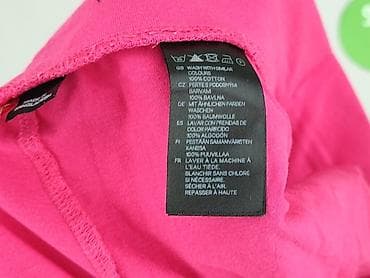 GB WASH WITH SIMILAR
COLOURS
100% COTTON
CZ PERTE S PODOBNÝMI
BARVAMI
100% BAVLNA
DE MIT ÄHNLICHEN FARBEN
WASCHEN
100% BAUMWOLLE
ES LAVAR CON PRENDAS DE
COLOR PARECIDO
100% ALGODÓN
FI PESTÄÄN SAMANVÄRISTEN
KANSSA
100% PUUVILLAA
FR LAVER À LA MACHINE À
L'EAU TIÈDE.
BLANCHIR SANS CHLORE
SI NÉCESSAIRE.
SÉCHER À L'AIR.
REPASSER À HAUTE